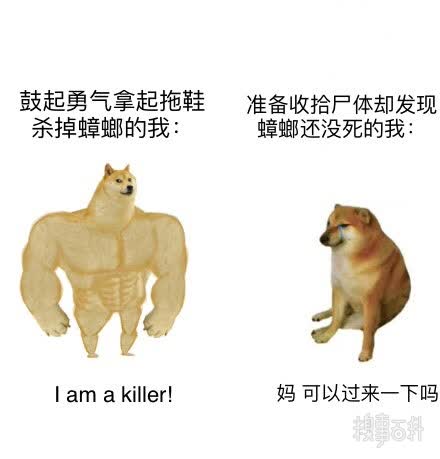 鼓起勇气拿起拖鞋
杀掉蟑螂的我：
准备收拾尸体却发现
蟑螂还没死的我：
I am a killer!
妈 可以过来一下吗
糗事百科